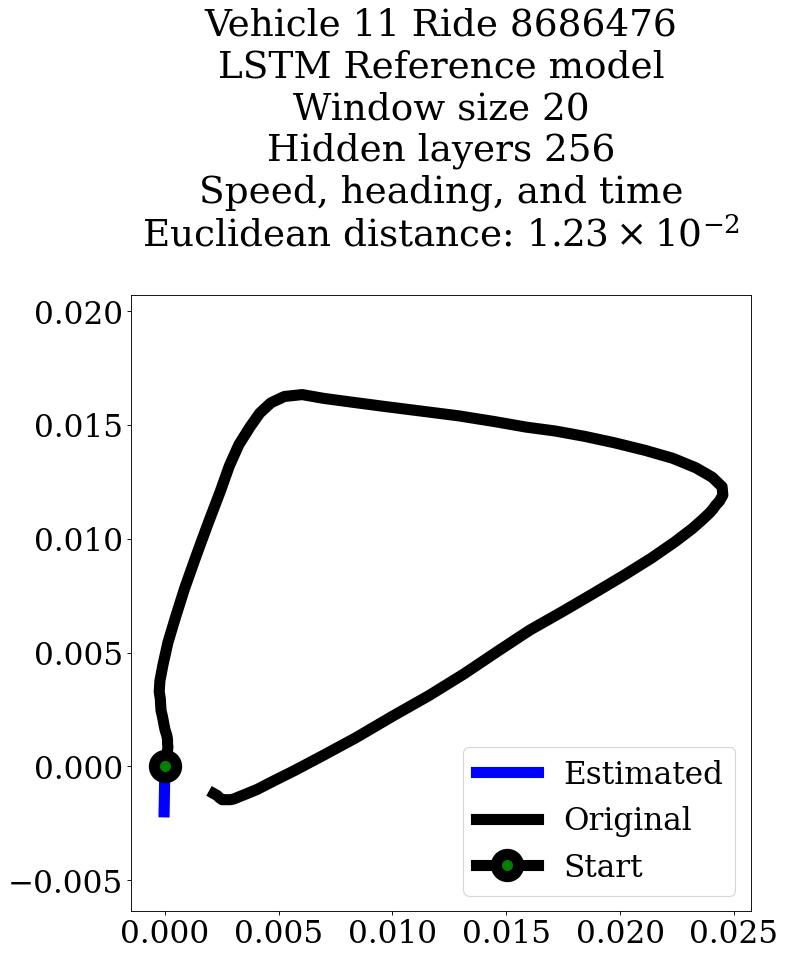 Vehicle 11 Ride 8686476
LSTM Reference model
Window size 20
Hidden layers 256
Speed, heading, and time
Euclidean distance: 1.23 × 10⁻²
0.020
0.015
0.010
0.005
0.000
−0.005
0.000 0.005 0.010 0.015 0.020 0.025
Estimated
Original
Start